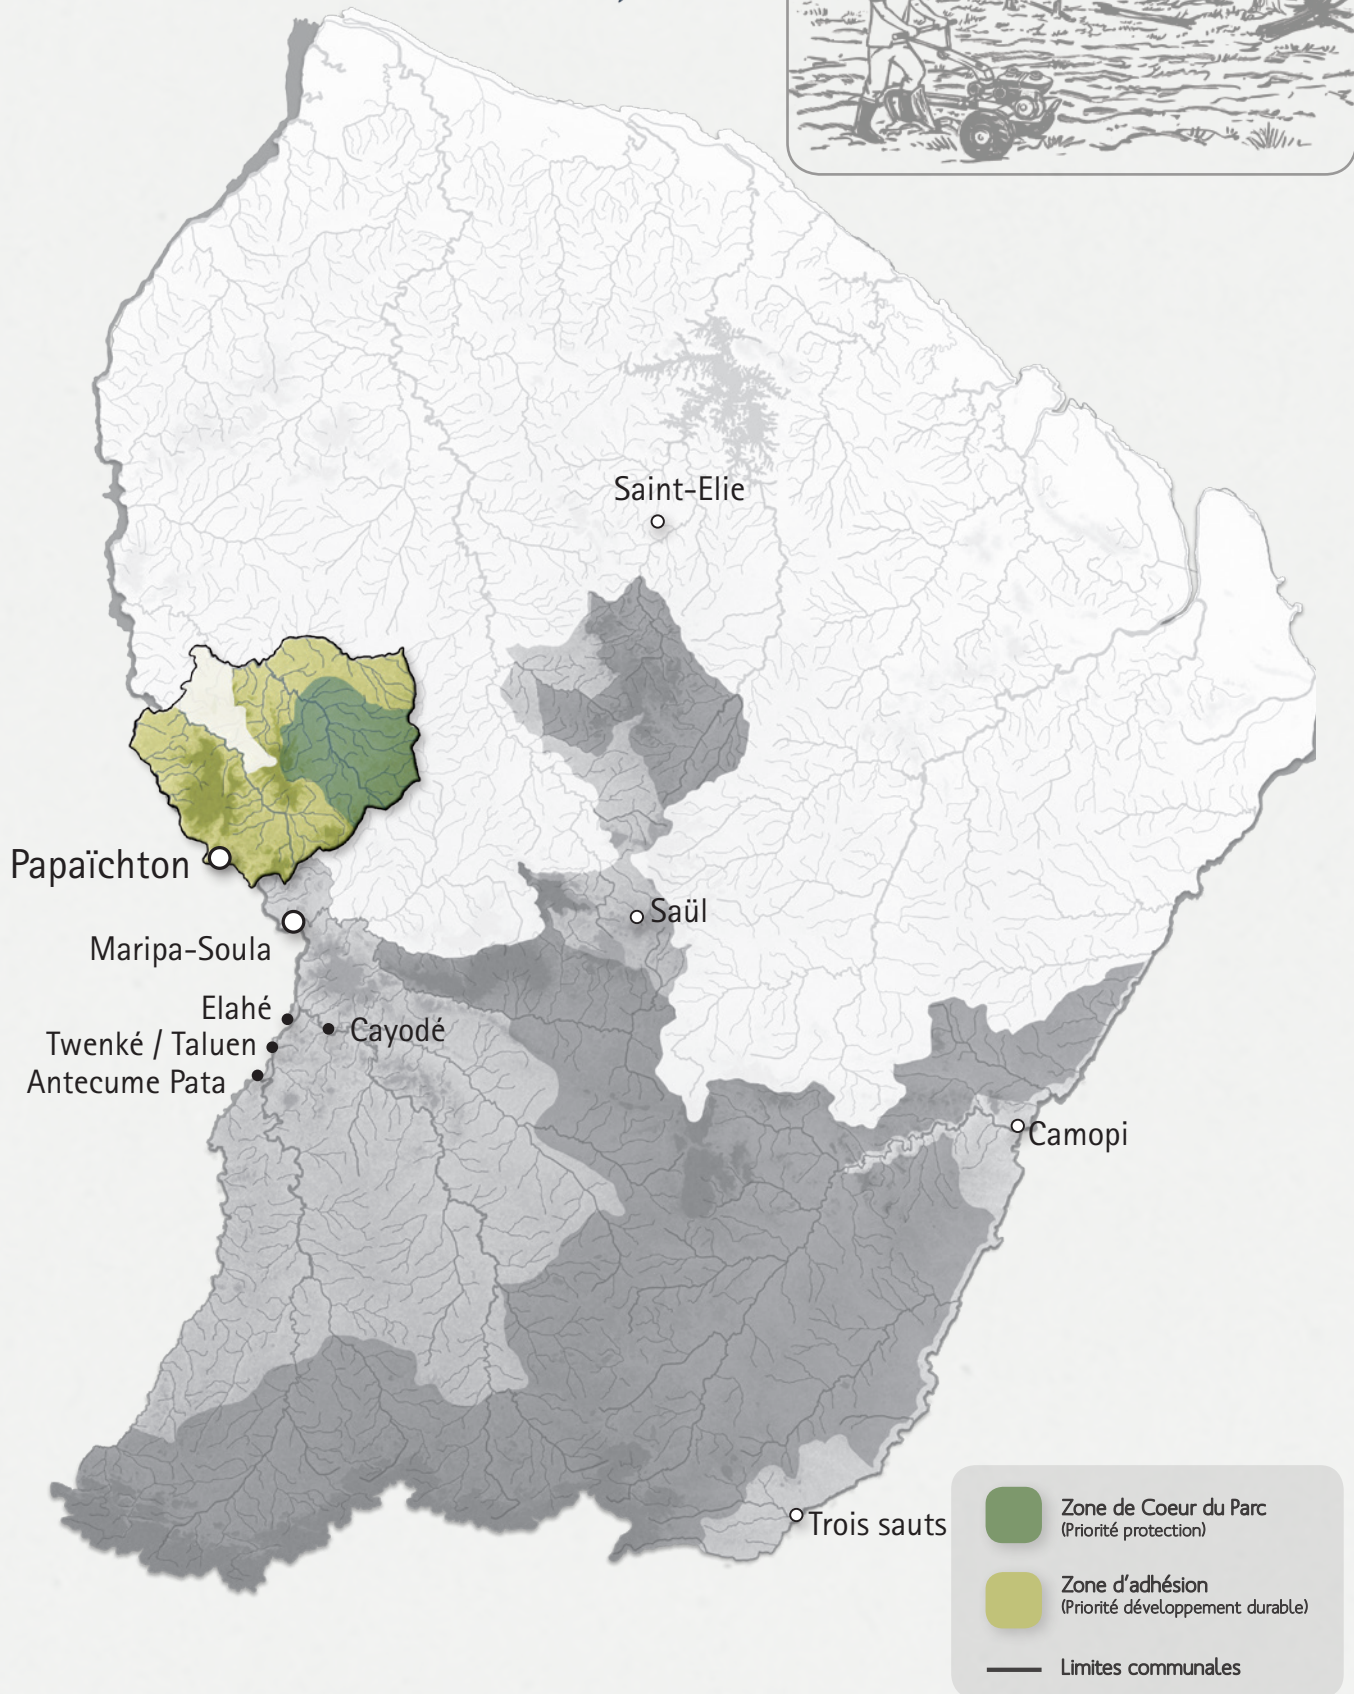 Saint-Elie
Papaïchton
Saül
Maripa-Soula
Elahé
Cayodé
Twenké / Taluen
Antecume Pata
Camopi
Trois sauts
Zone de Coeur du Parc
(Priorité protection)
Zone d'adhésion
(Priorité développement durable)
Limites communales